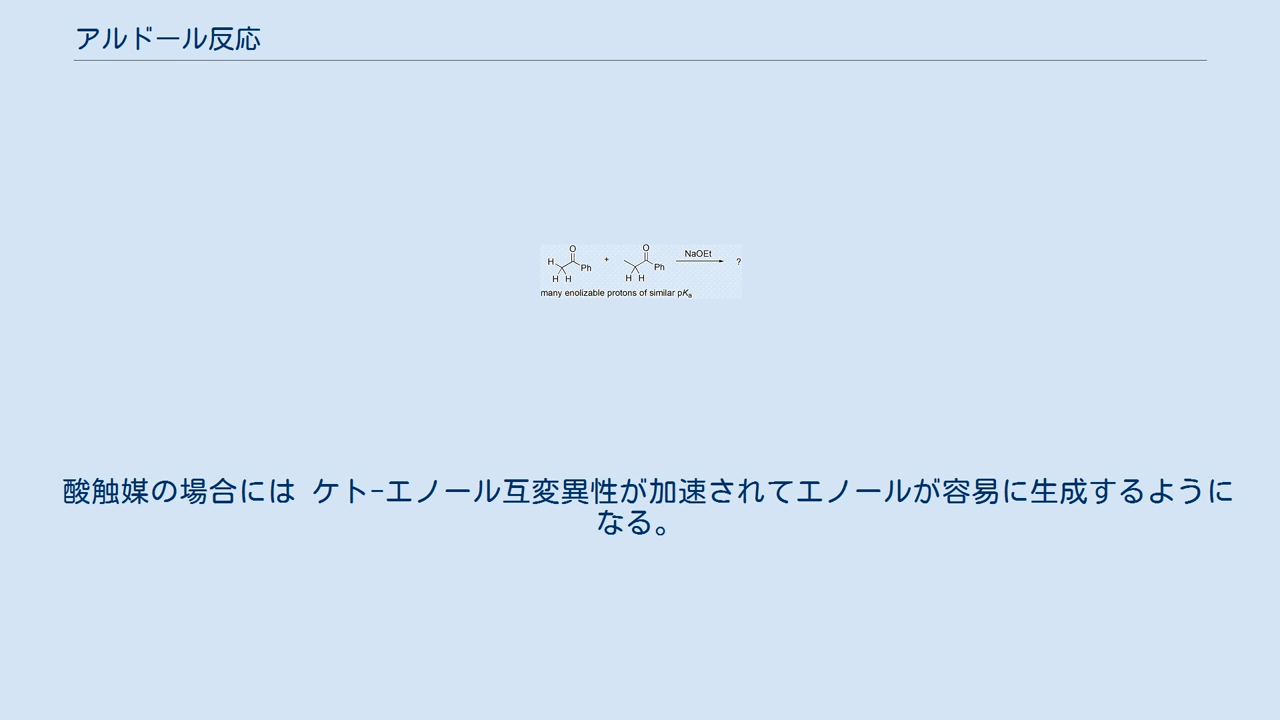 アルドール反応
O O
H Ph + Ph NaOEt ?
H H H H
many enolizable protons of similar pKa
酸触媒の場合には ケト-エノール互変異性が加速されてエノールが容易に生成するように
なる。